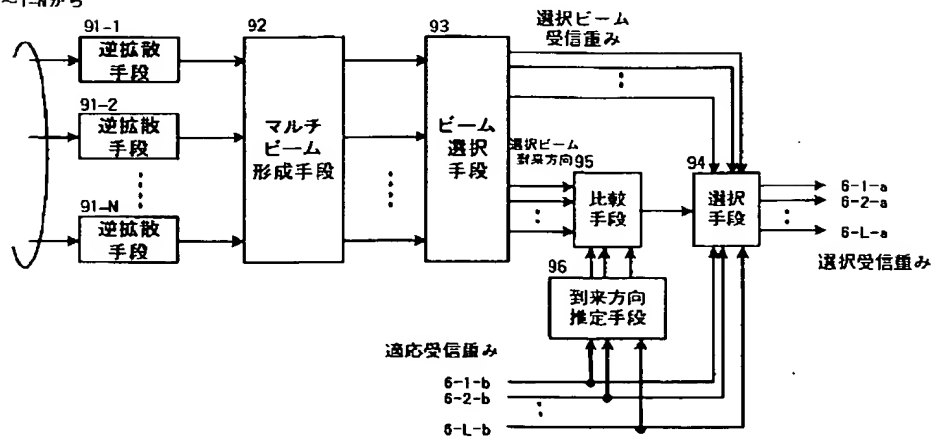 ~1-Nから
91-1
逆拡散
手段
91-2
逆拡散
手段
91-N
逆拡散
手段
92
マルチ
ビーム
形成手段
93
ビーム
選択
手段
選択ビーム
受信重み
選択ビーム
到来方向
95
比較
手段
94
選択
手段
96
到来方向
推定手段
適応受信重み
6-1-b
6-2-b
6-L-b
6-1-a
6-2-a
6-L-a
選択受信重み